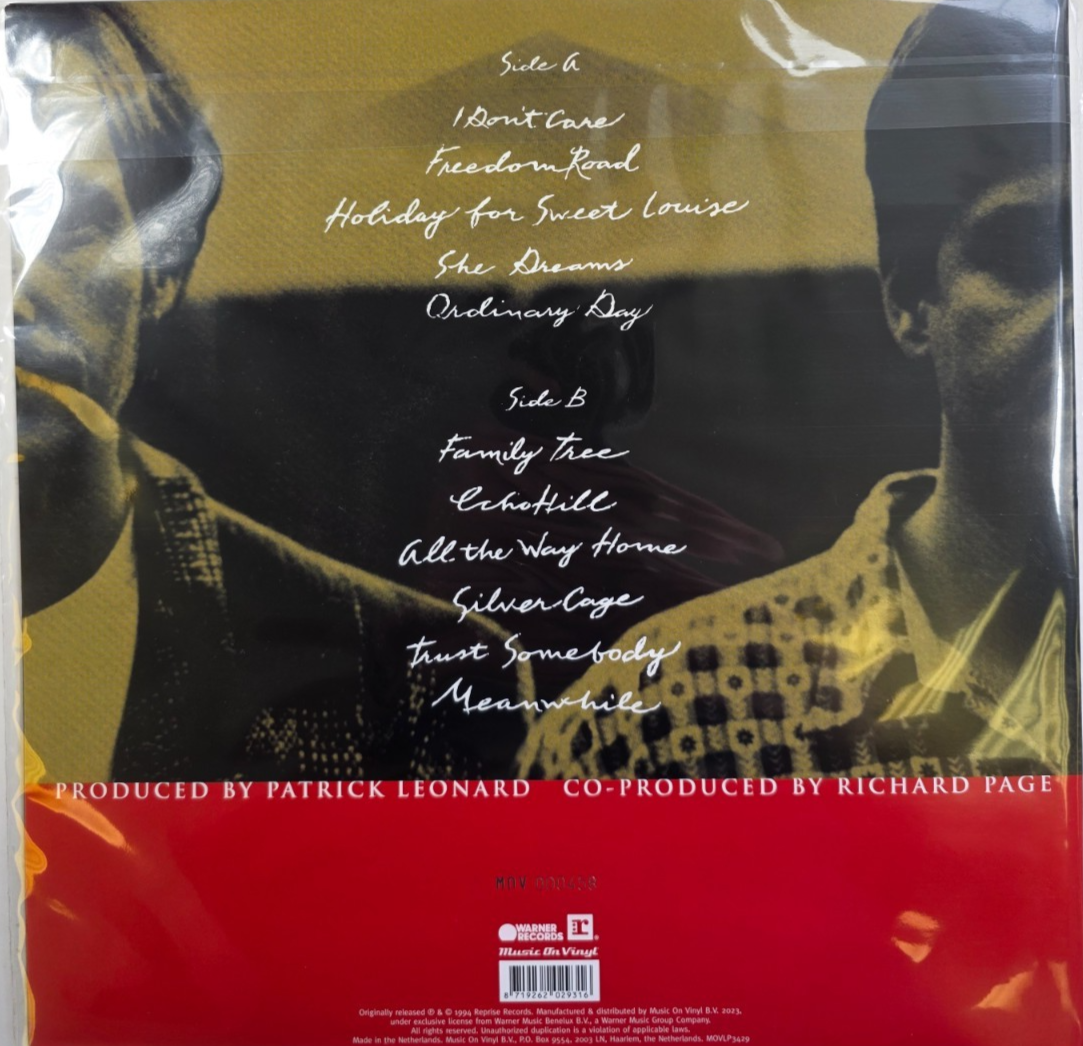 Side A
I Don't Care
Freedom Road
Holiday for Sweet Louise
She Dreams
Ordinary Day
Side B
Family Tree
Echo Hill
All the Way Home
Silver Cage
Trust Somebody
Meanwhile
PRODUCED BY PATRICK LEONARD CO-PRODUCED BY RICHARD PAGE
MOV
WARNER RECORDS r
Music On Vinyl
8 719262 029316
Originally released ℗ & © 1994 Reprise Records. Manufactured & distributed by Music On Vinyl B.V. 2023,
under exclusive license from Warner Music Benelux B.V., a Warner Music Group Company.
All rights reserved. Unauthorized duplication is a violation of applicable laws.
Made in the Netherlands. Music On Vinyl B.V., P.O. Box 9554, 2003 LN, Haarlem, the Netherlands. MOVLP3429